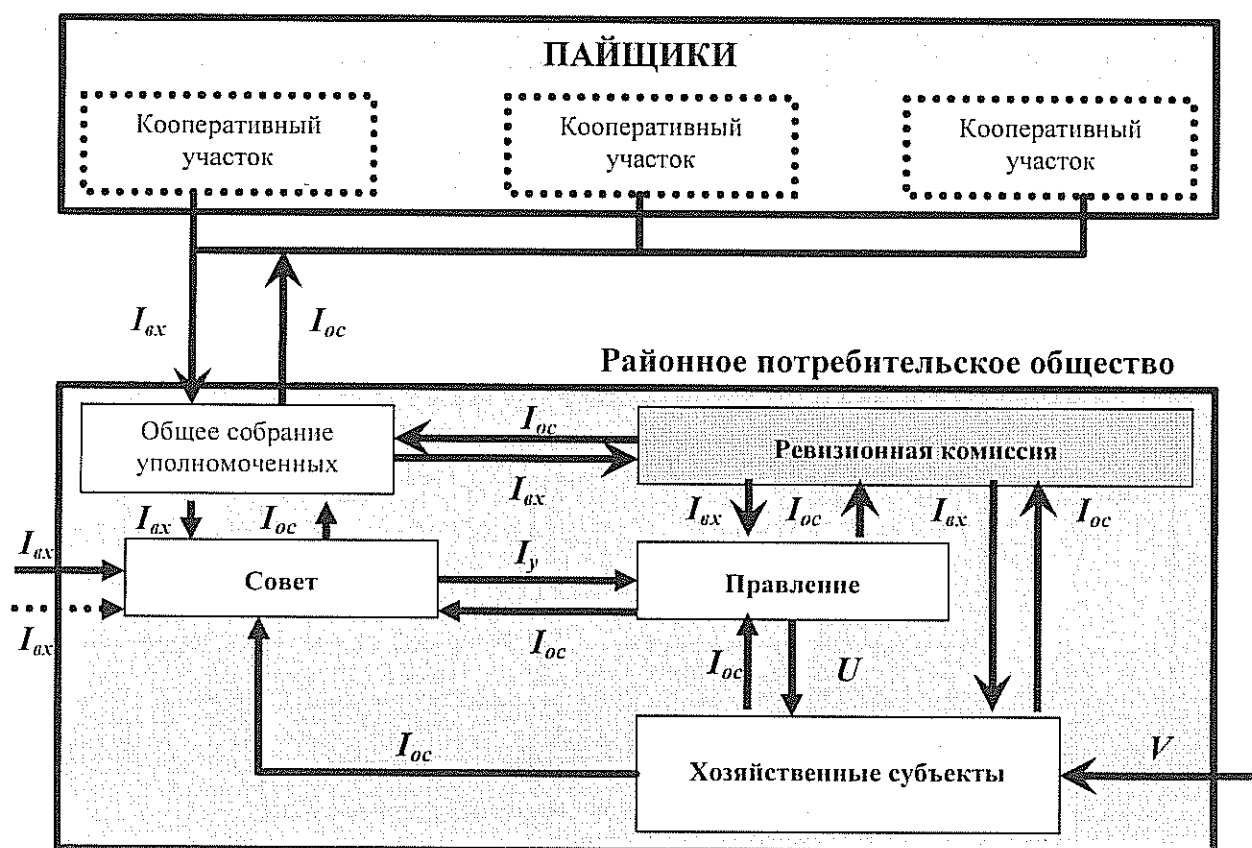 ПАЙЩИКИ
Кооперативный
участок
Кооперативный
участок
Кооперативный
участок
Iвх
Iос
Районное потребительское общество
Общее собрание
уполномоченных
Iос
Iвх
Ревизионная комиссия
Iвх
Iос
Iвх
Iос
Iвх
Iос
Iвх
Iвх
Совет
Iу
Iос
Правление
Iос
U
Iос
Хозяйственные субъекты
V